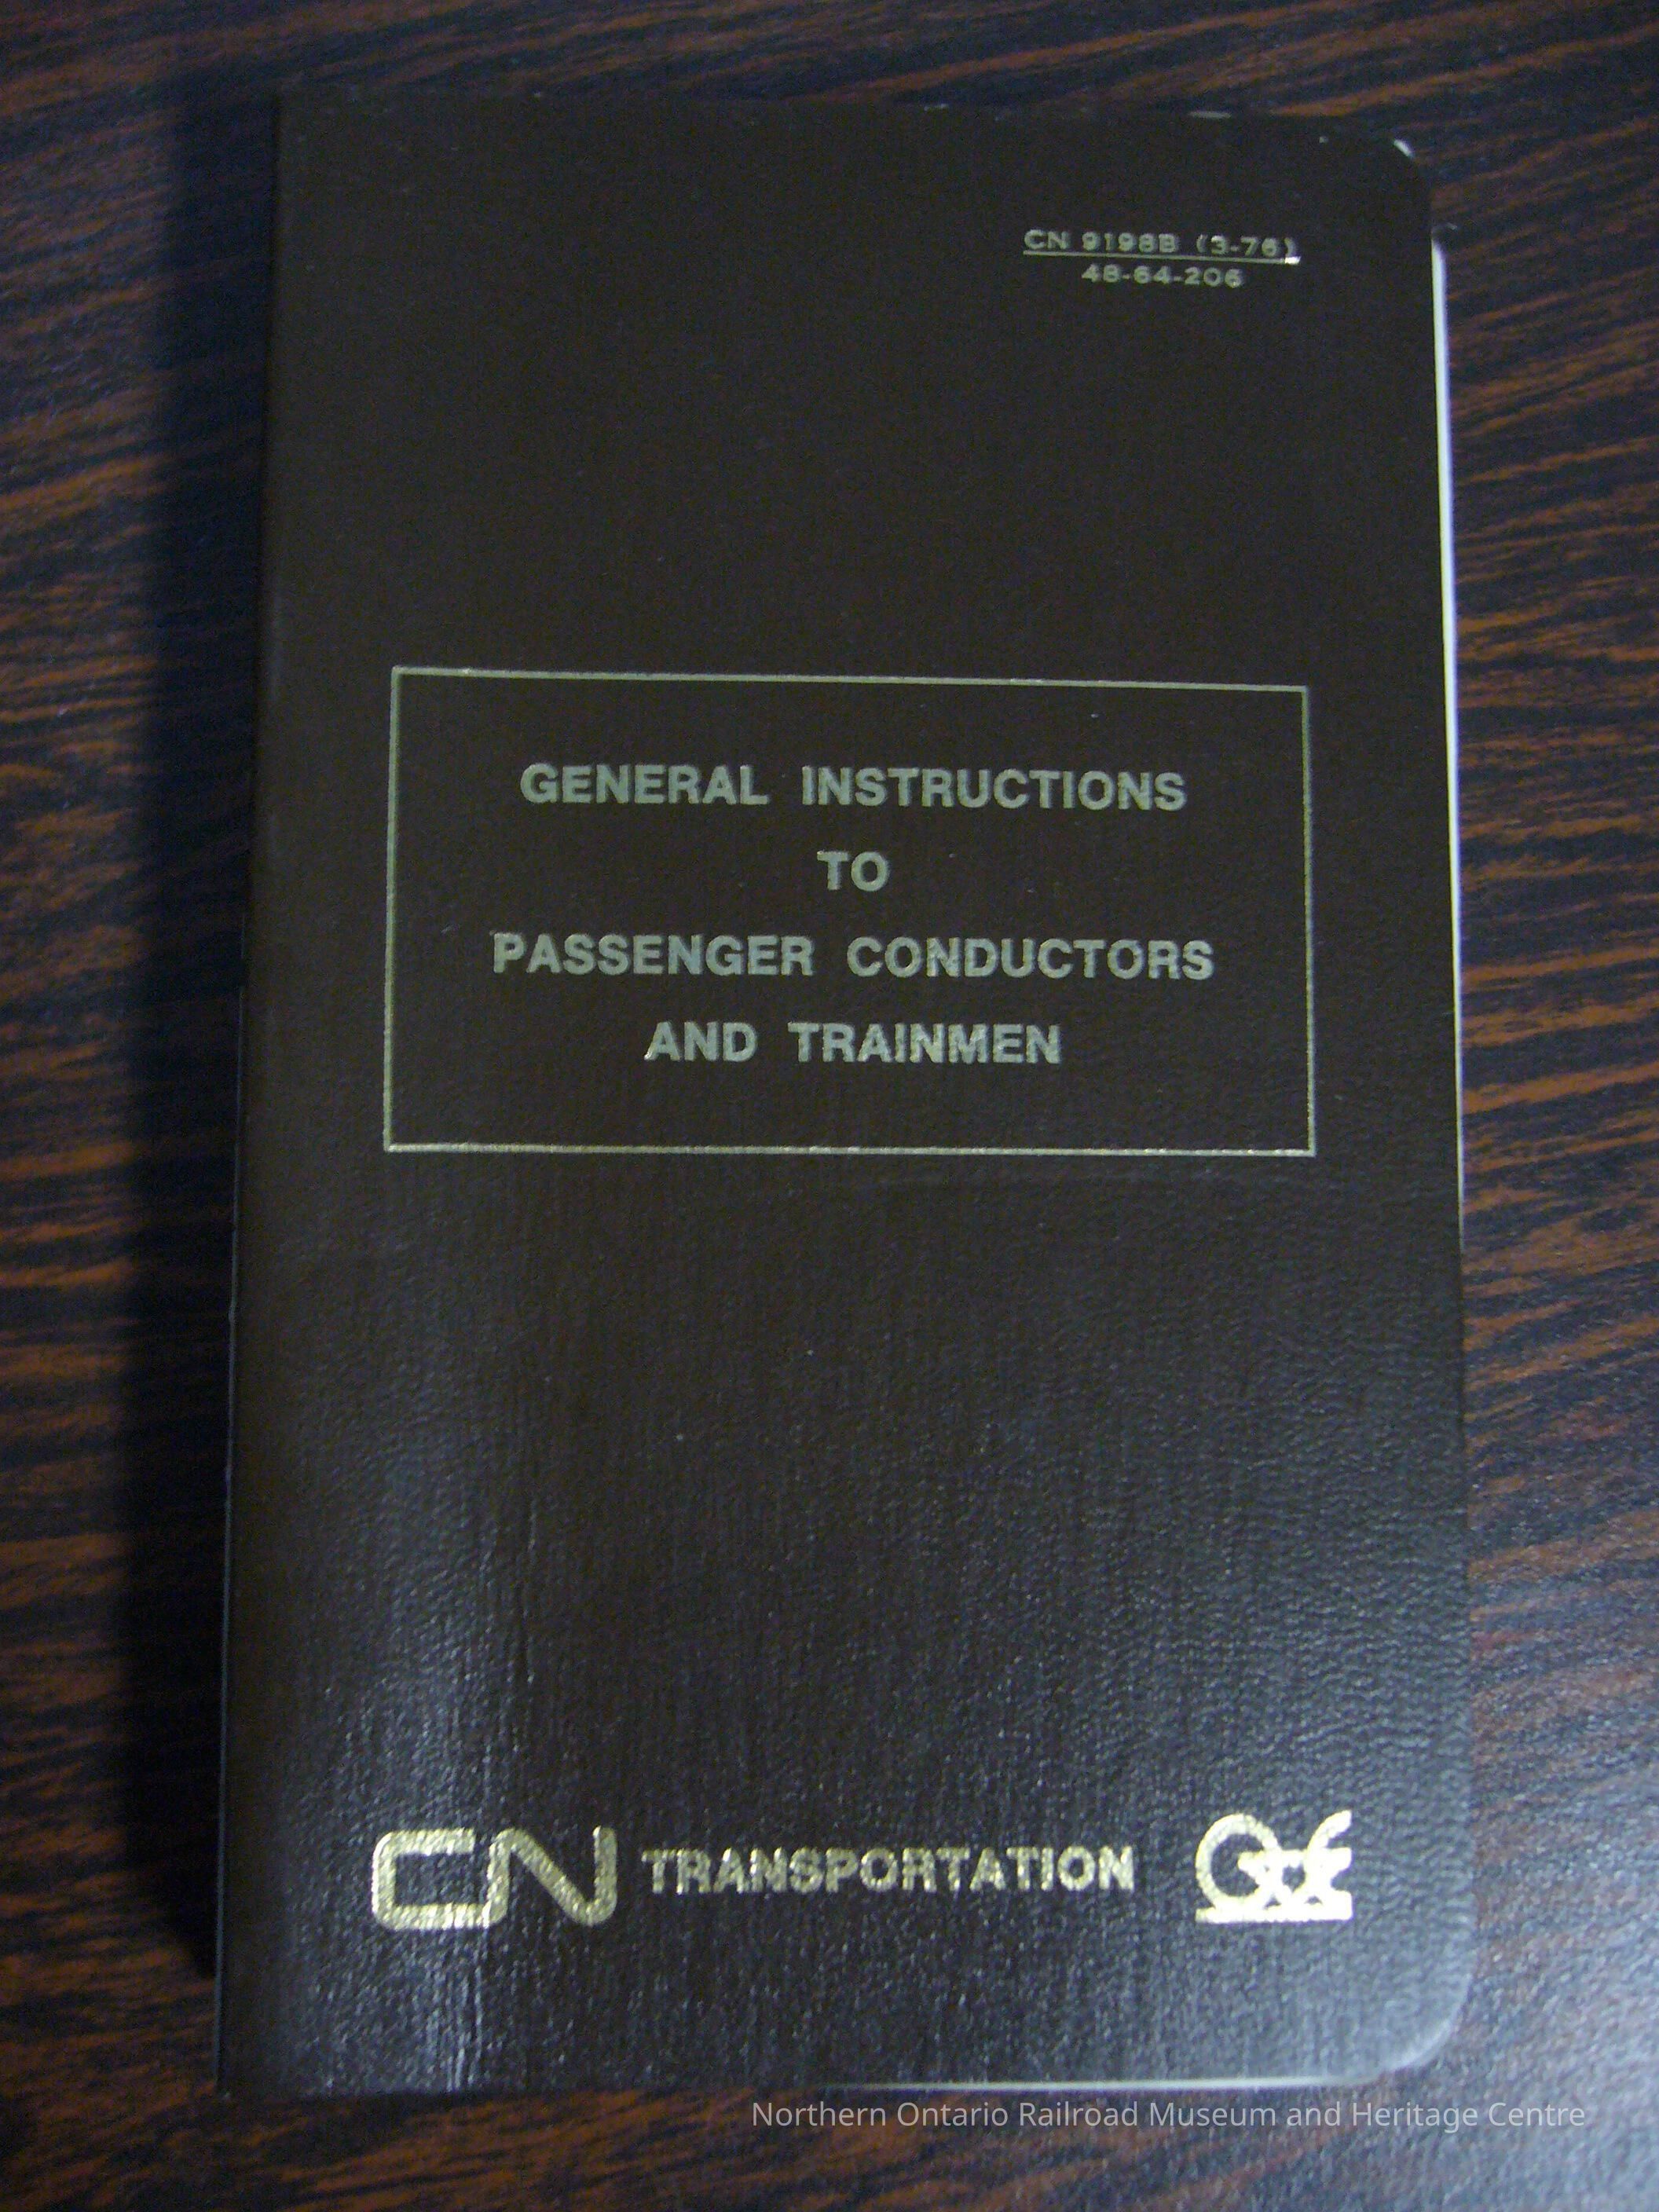 CN 9198B (3-76)
48-64-206
GENERAL INSTRUCTIONS
TO
PASSENGER CONDUCTORS
AND TRAINMEN
CN TRANSPORTATION
Northern Ontario Railroad Museum and Heritage Centre